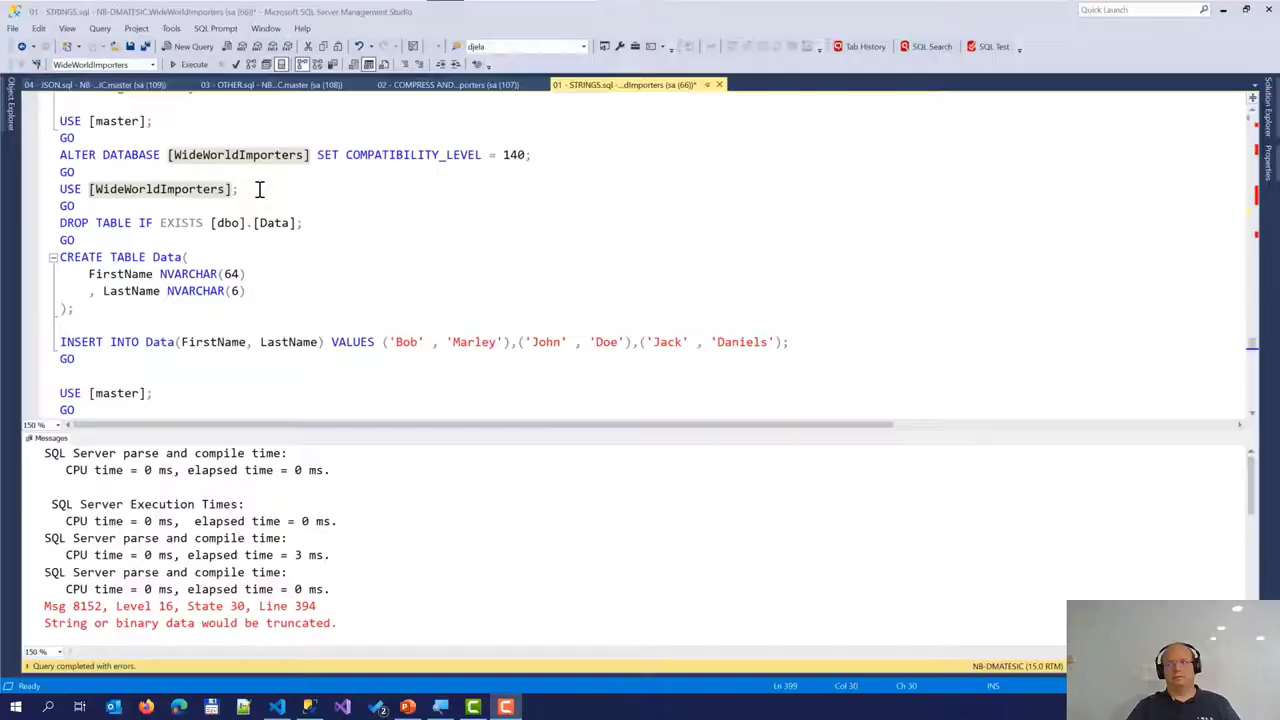 01 - STRINGS.sql - NB-DMATESIC.WideWorldImporters (sa (66))* - Microsoft SQL Server Management Studio
Quick Launch
File Edit View Query Project Tools SQL Prompt Window Help
New Query
djela
Tab History
SQL Search
SQL Test
WideWorldImporters
Execute
04 - JSON.sql - NB-...IC.master (sa (109))
03 - OTHER.sql - NB...C.master (108))
02 - COMPRESS AND...porters (107))
01 - STRINGS.sql ...dImporters (sa (66))*
Object Explorer
Solution Explorer
Properties
USE [master];
GO
ALTER DATABASE [WideWorldImporters] SET COMPATIBILITY_LEVEL = 140;
GO
USE [WideWorldImporters];
GO
DROP TABLE IF EXISTS [dbo].[Data];
GO
CREATE TABLE Data(
FirstName NVARCHAR(64)
, LastName NVARCHAR(6)
);
INSERT INTO Data(FirstName, LastName) VALUES ('Bob' , 'Marley'),('John' , 'Doe'),('Jack' , 'Daniels');
GO
USE [master];
GO
150 %
Messages
SQL Server parse and compile time:
CPU time = 0 ms, elapsed time = 0 ms.
SQL Server Execution Times:
CPU time = 0 ms,  elapsed time = 0 ms.
SQL Server parse and compile time:
CPU time = 0 ms, elapsed time = 3 ms.
SQL Server parse and compile time:
CPU time = 0 ms, elapsed time = 0 ms.
Msg 8152, Level 16, State 30, Line 394
String or binary data would be truncated.
150 %
Query completed with errors.
NB-DMATESIC (15.0 RTM)
Ready
Ln 399
Col 30
Ch 30
INS